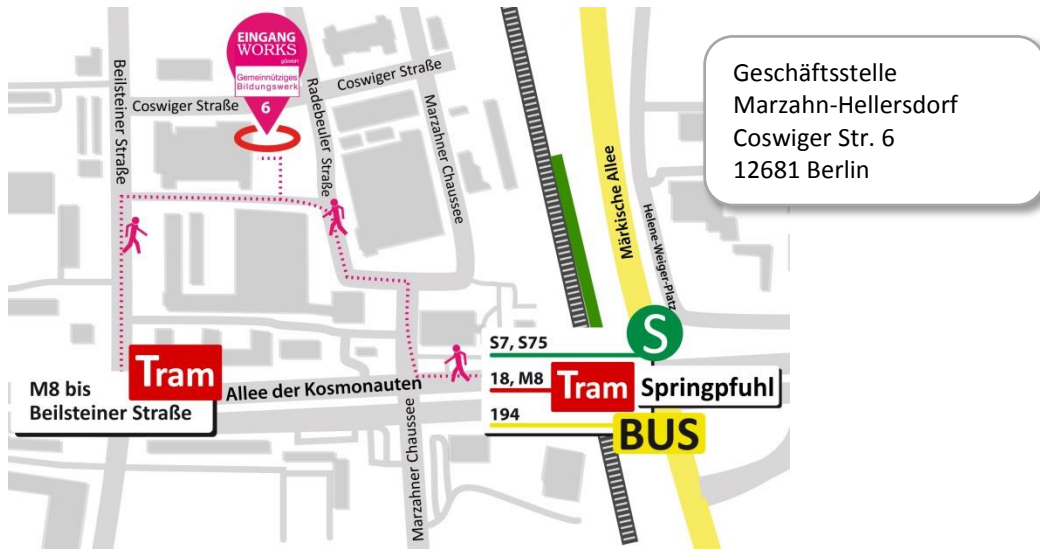 EINGANG
WORKS
gGmbH
Gemeinnütziges
Bildungswerk
6
Coswiger Straße
Coswiger Straße
Beilsteiner Straße
Radebeuler Straße
Marzahner Chaussee
Märkische Allee
Helene-Weiger-Platz
Geschäftsstelle
Marzahn-Hellersdorf
Coswiger Str. 6
12681 Berlin
M8 bis
Beilsteiner Straße
Tram
Allee der Kosmonauten
Marzahner Chaussee
S7, S75
S
18, M8
Tram
Springpfuhl
194
BUS